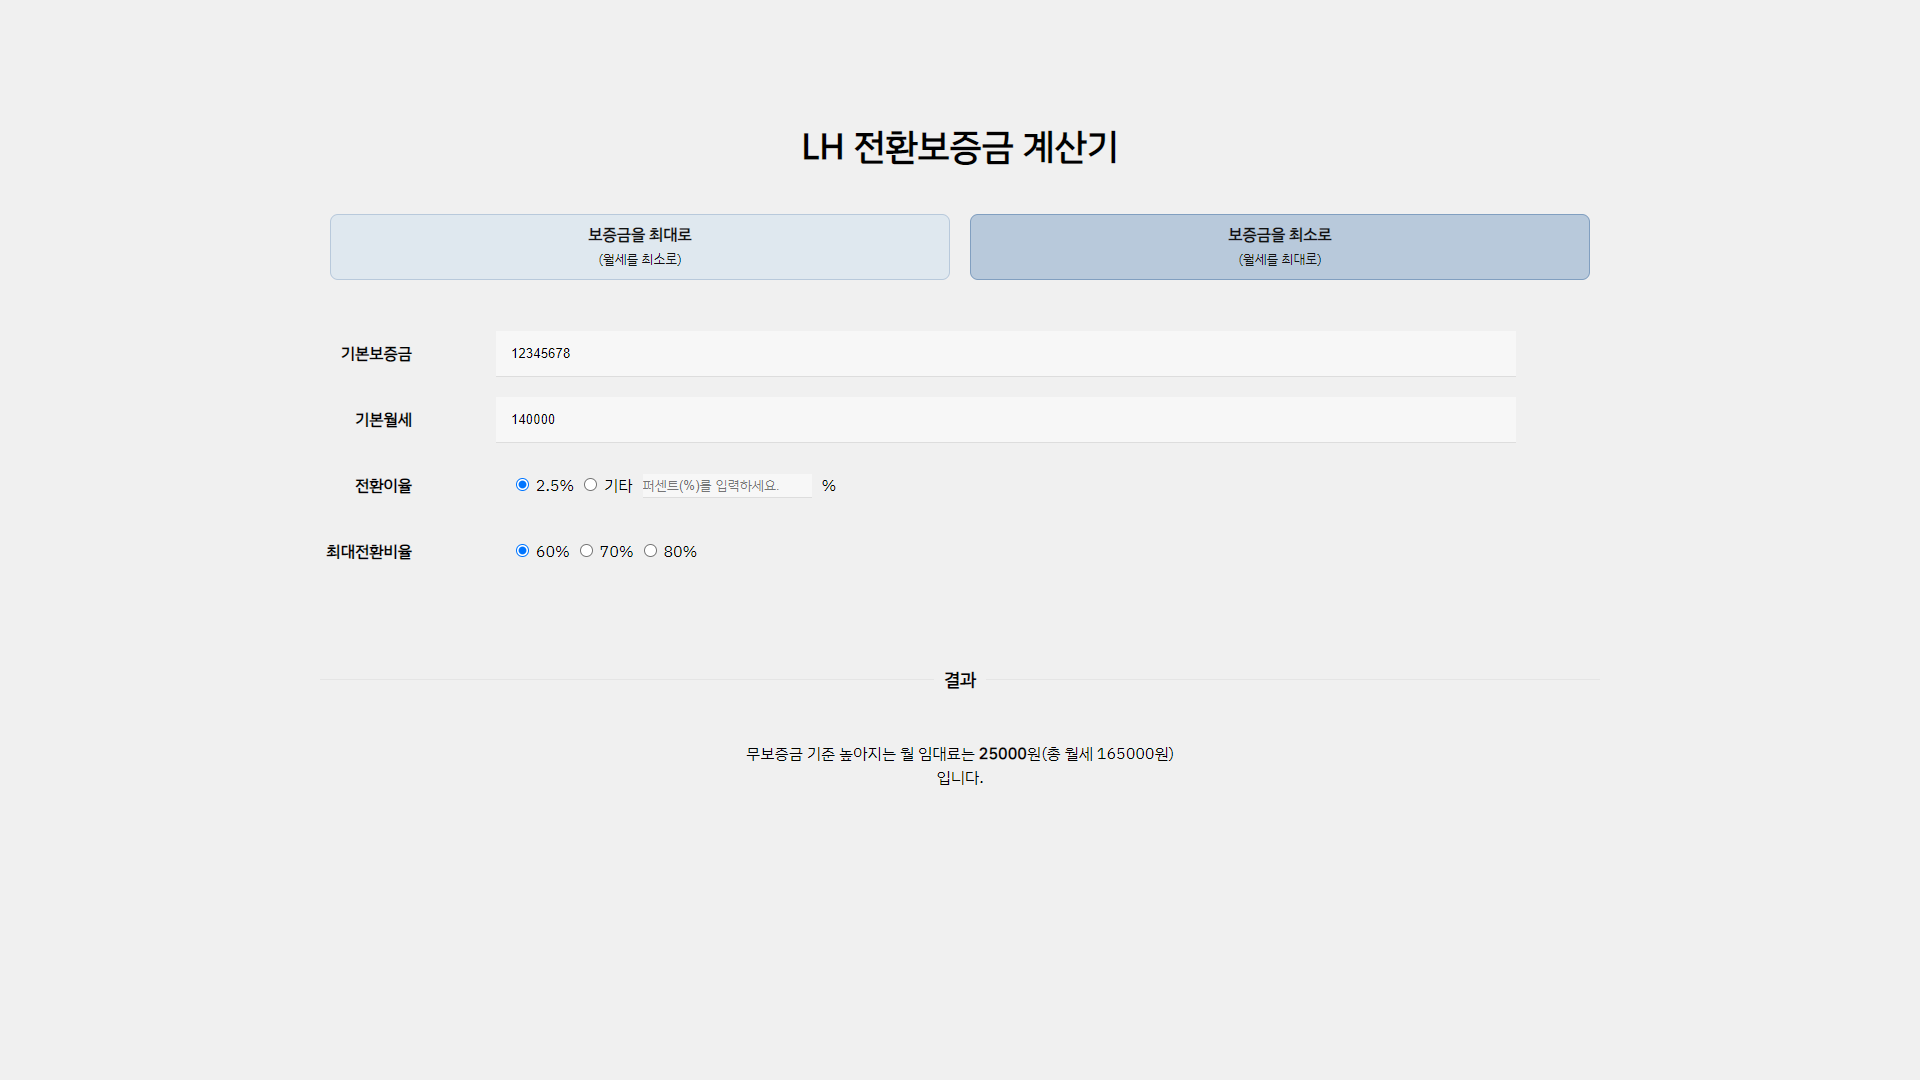 LH 전환보증금 계산기
보증금을 최대로
(월세를 최소로)
보증금을 최소로
(월세를 최대로)
기본보증금 12345678
기본월세 140000
전환이율 2.5% 기타 퍼센트(%)를 입력하세요. %
최대전환비율 60% 70% 80%
결과
무보증금 기준 높아지는 월 임대료는 25000원(총 월세 165000원)
입니다.